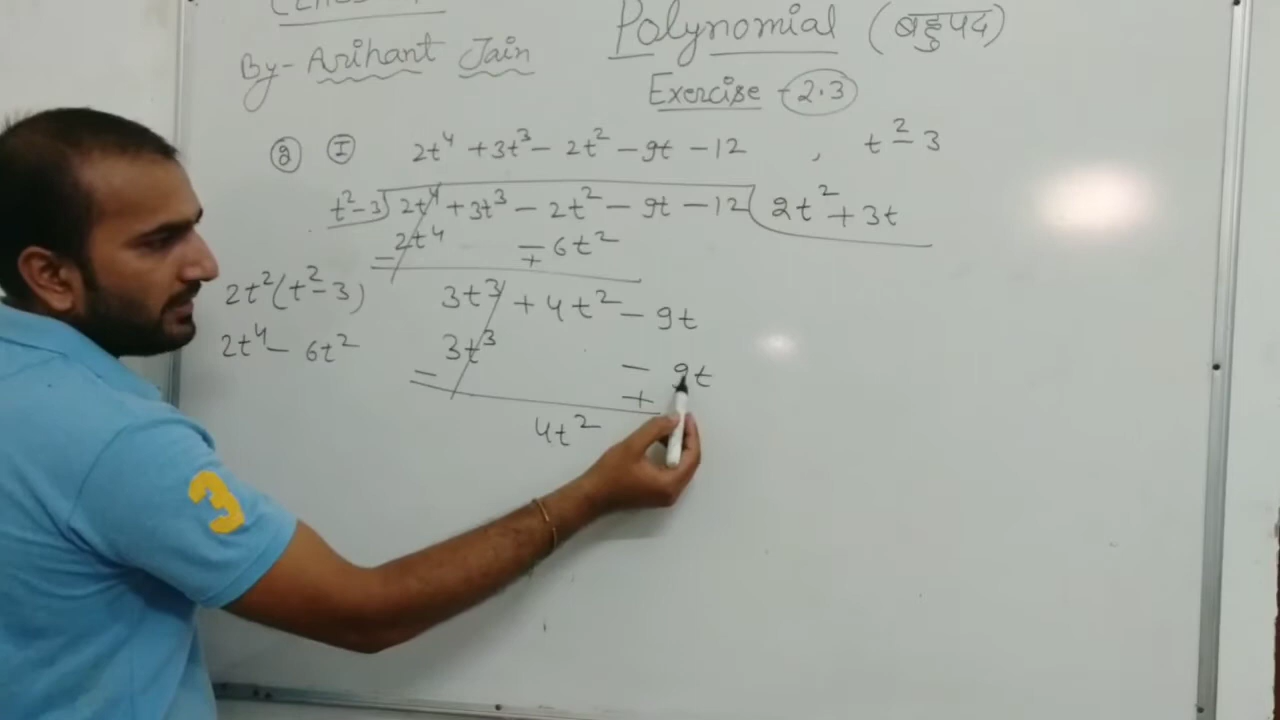 By- Arihant Jain
Polynomial (बहुपद)
Exercise - 2.3
2 I 2t⁴ + 3t³ - 2t² - 9t - 12 , t² - 3
t² - 3) 2t⁴ + 3t³ - 2t² - 9t - 12 ( 2t² + 3t
2t⁴ - 6t²
- +
2t²(t² - 3)
2t⁴ - 6t²
3t³ + 4t² - 9t
3t³ - 9t
- +
4t²
3